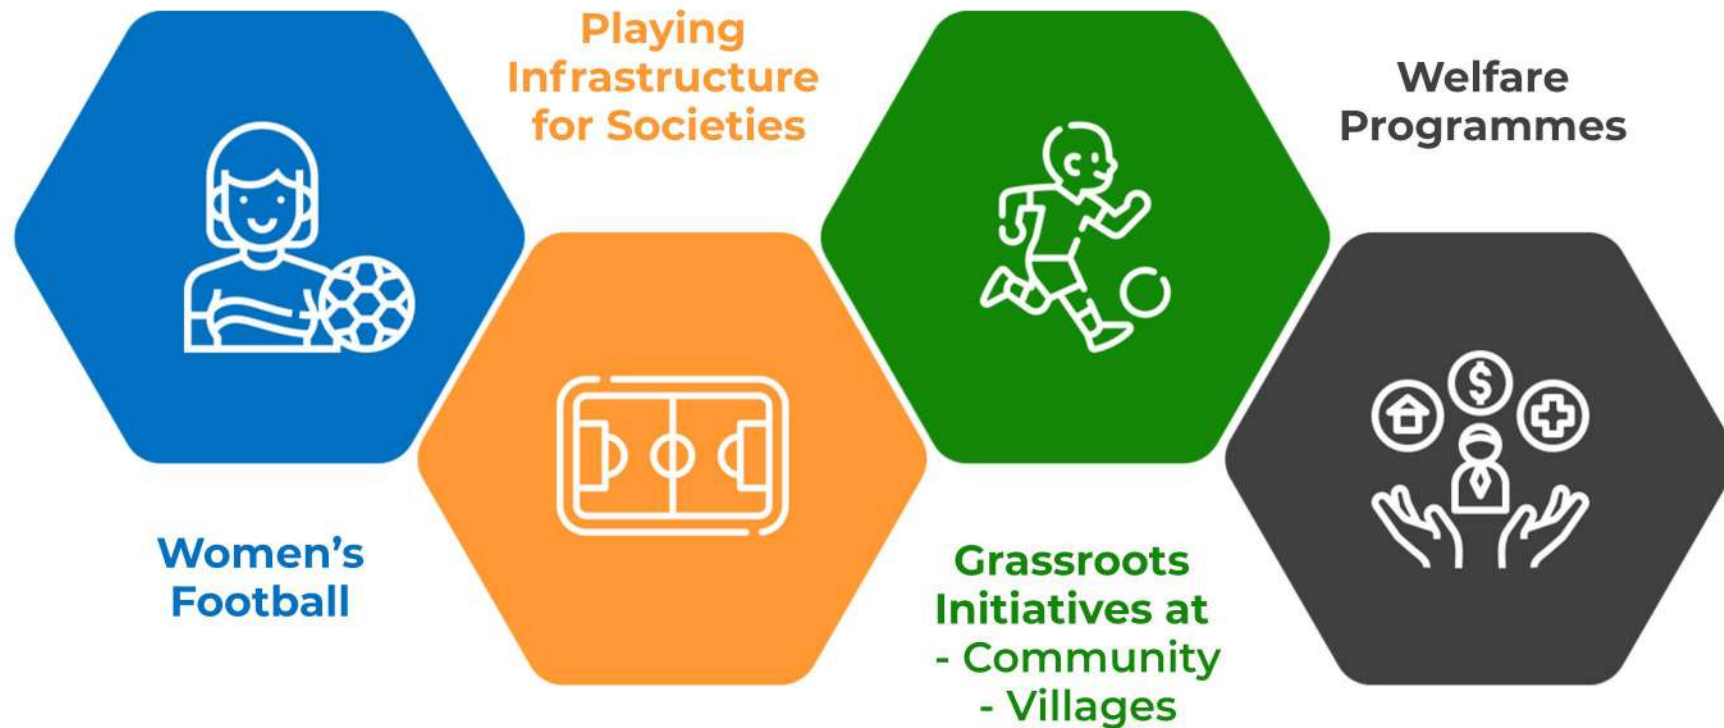 Women’s
Football
Playing
Infrastructure
for Societies
Grassroots
Initiatives at
- Community
- Villages
Welfare
Programmes
$